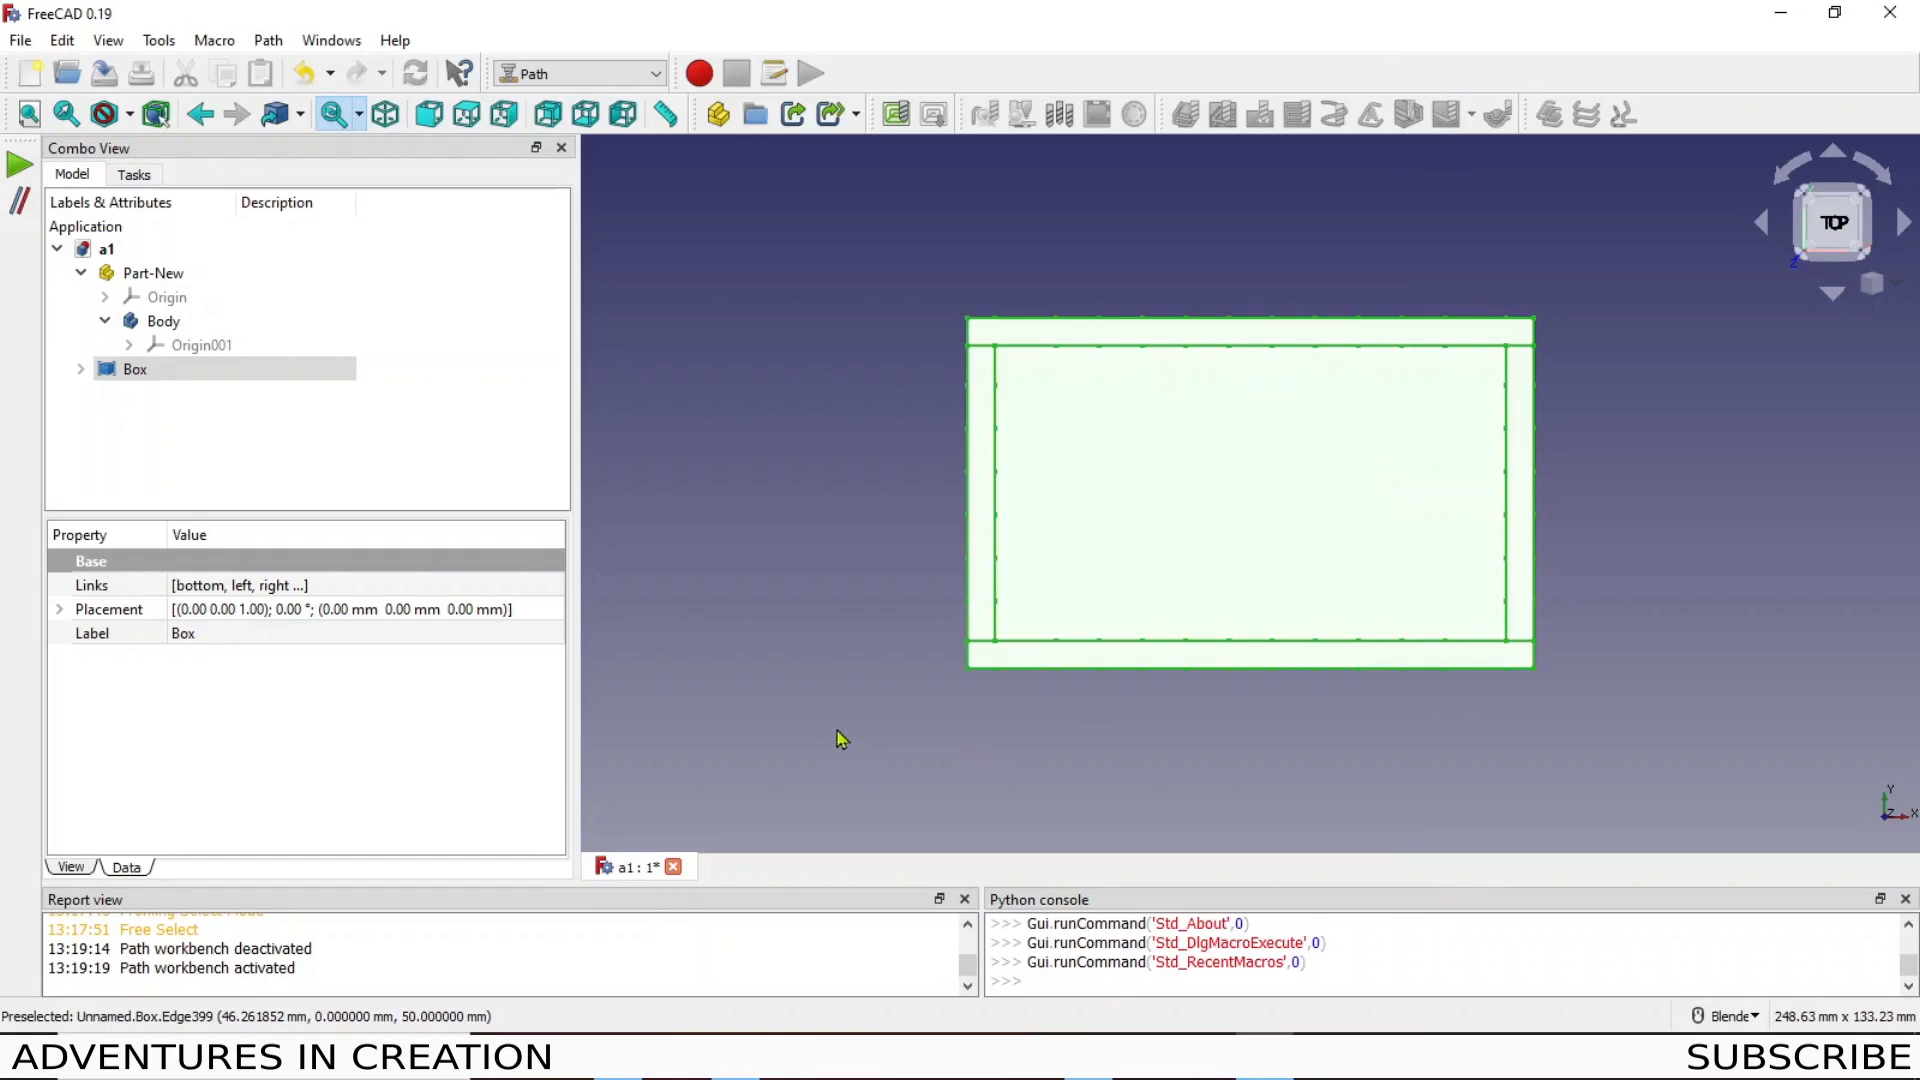 FreeCAD 0.19
File Edit View Tools Macro Path Windows Help
Path
Combo View
Model Tasks
Labels & Attributes Description
Application
a1
Part-New
Origin
Body
Origin001
Box
Property Value
Base
Links [bottom, left, right ...]
Placement [(0.00 0.00 1.00); 0.00 °; (0.00 mm 0.00 mm 0.00 mm)]
Label Box
View Data
TOP
Z
Y
Z X
a1 : 1*
Report view
13:17:51 Free Select
13:19:14 Path workbench deactivated
13:19:19 Path workbench activated
Python console
>>> Gui.runCommand('Std_About',0)
>>> Gui.runCommand('Std_DlgMacroExecute',0)
>>> Gui.runCommand('Std_RecentMacros',0)
>>>
Preselected: Unnamed.Box.Edge399 (46.261852 mm, 0.000000 mm, 50.000000 mm)
Blende 248.63 mm x 133.23 mm
ADVENTURES IN CREATION SUBSCRIBE